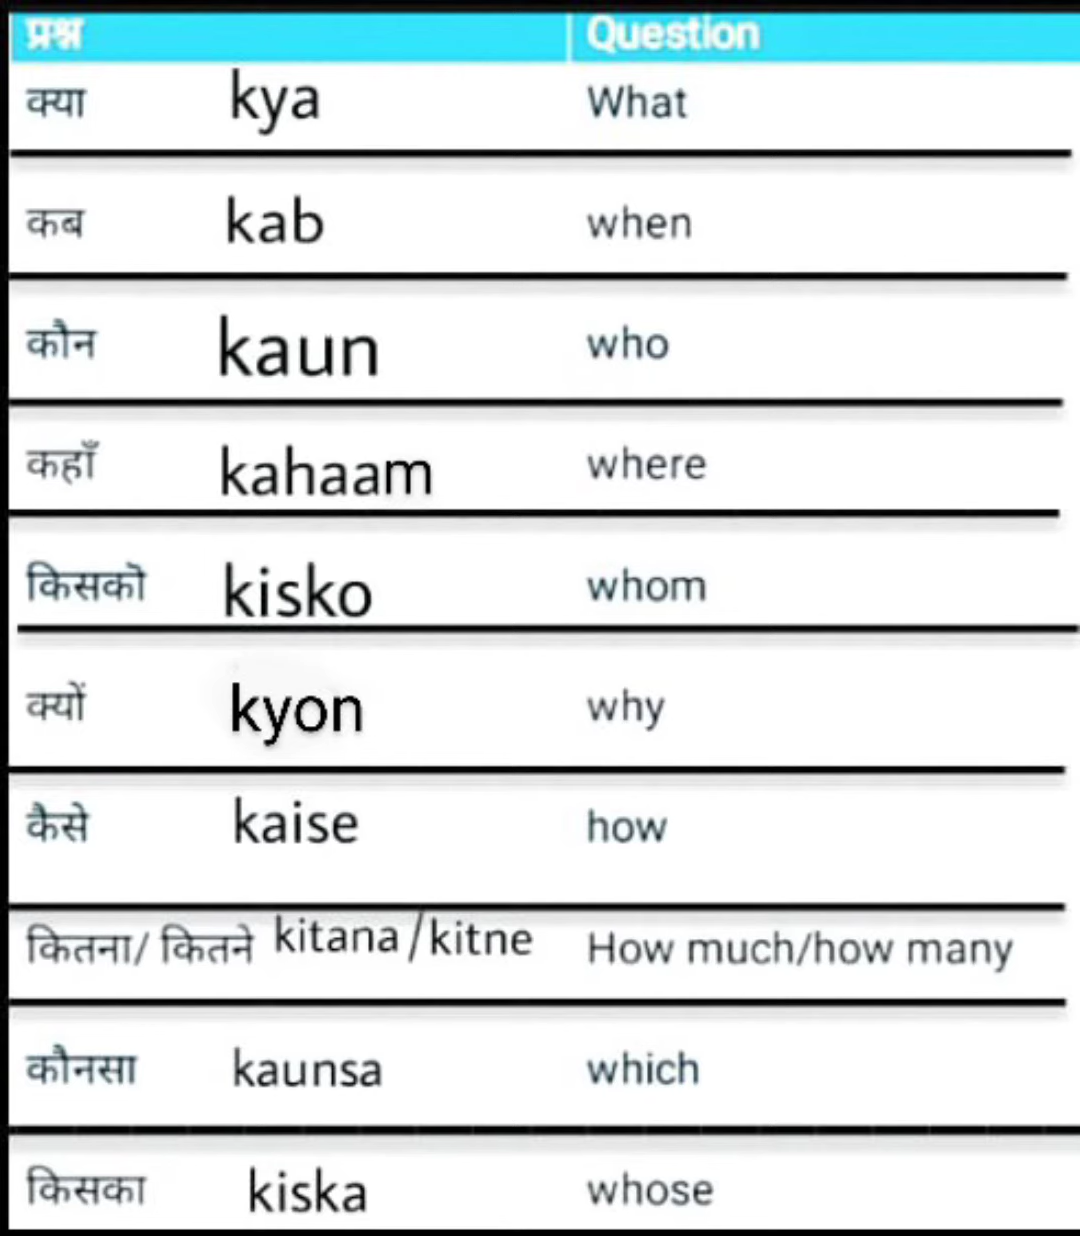 प्रश्न Question
क्या kya What
कब kab when
कौन kaun who
कहाँ kahaam where
किसको kisko whom
क्यों kyon why
कैसे kaise how
कितना/ कितने kitana/kitne How much/how many
कौनसा kaunsa which
किसका kiska whose